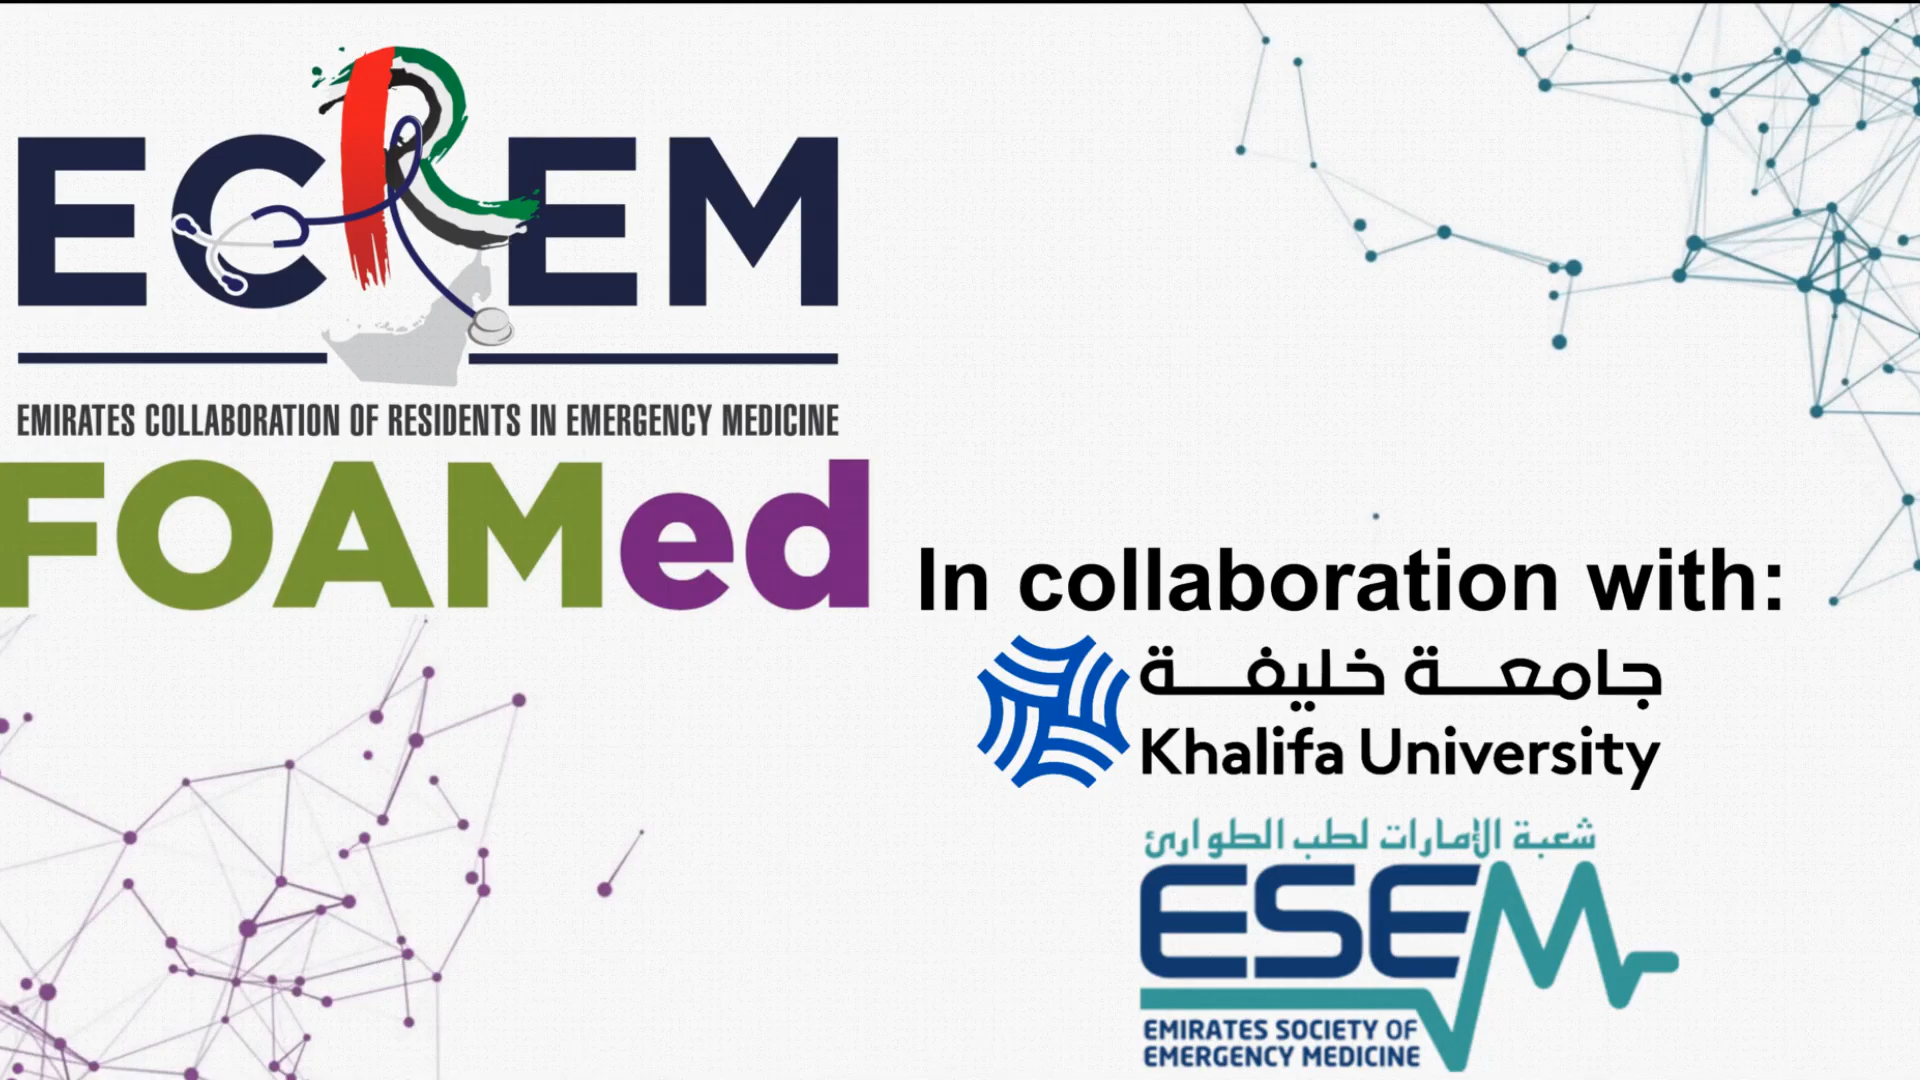 ECREM
EMIRATES COLLABORATION OF RESIDENTS IN EMERGENCY MEDICINE
FOAMed
In collaboration with:
جامعة خليفة
Khalifa University
شعبة الإمارات لطب الطوارئ
ESEM
EMIRATES SOCIETY OF
EMERGENCY MEDICINE